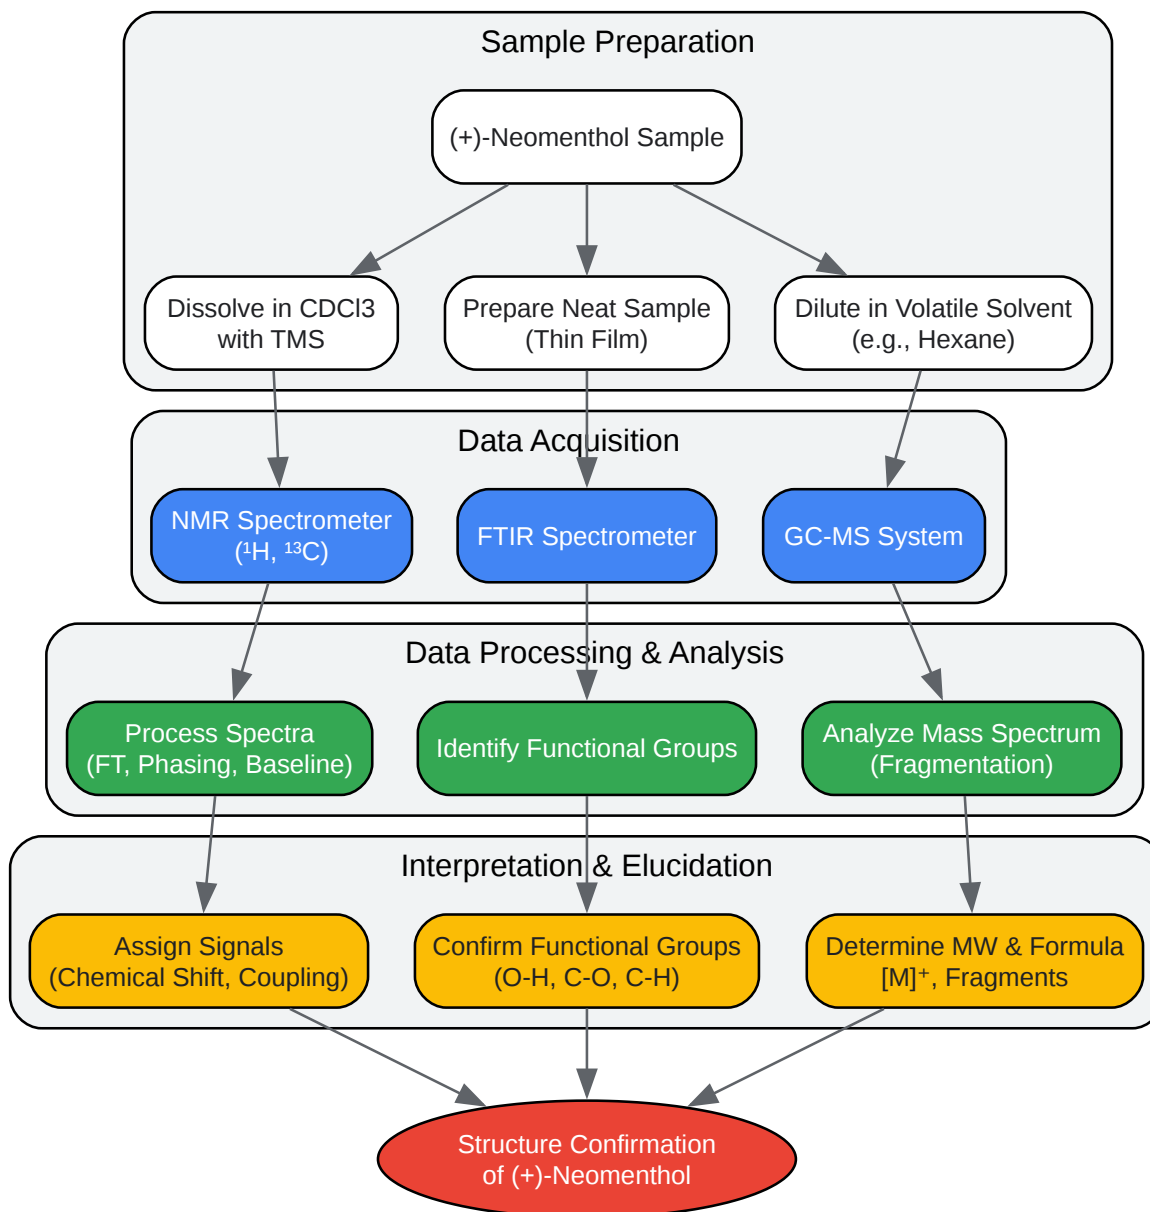 Sample Preparation
(+)-Neomenthol Sample
Dissolve in CDCl3
with TMS
Prepare Neat Sample
(Thin Film)
Dilute in Volatile Solvent
(e.g., Hexane)
Data Acquisition
NMR Spectrometer
(¹H, ¹³C)
FTIR Spectrometer
GC-MS System
Data Processing & Analysis
Process Spectra
(FT, Phasing, Baseline)
Identify Functional Groups
Analyze Mass Spectrum
(Fragmentation)
Interpretation & Elucidation
Assign Signals
(Chemical Shift, Coupling)
Confirm Functional Groups
(O-H, C-O, C-H)
Determine MW & Formula
[M]⁺, Fragments
Structure Confirmation
of (+)-Neomenthol